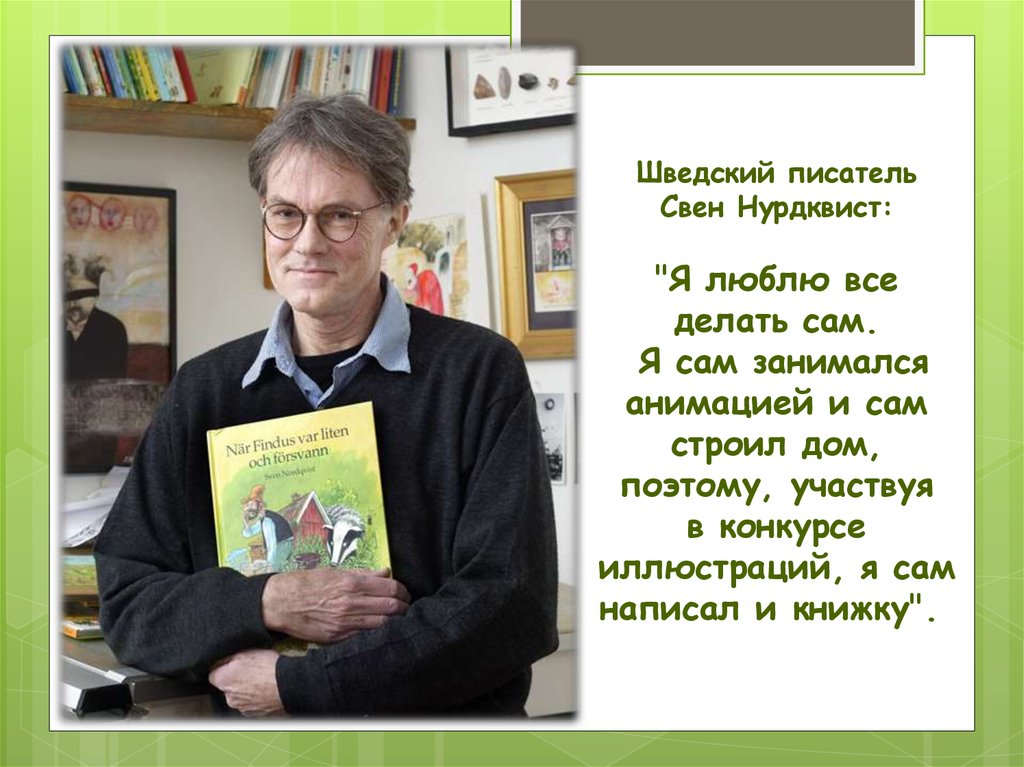 Шведский писатель
Свен Нурдквист:
"Я люблю все
делать сам.
Я сам занимался
анимацией и сам
строил дом,
поэтому, участвуя
в конкурсе
иллюстраций, я сам
написал и книжку".
När Findus var liten
och försvann
Sven Nordqvist